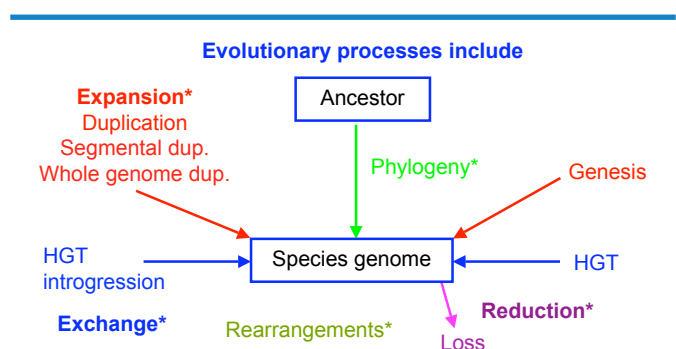 Evolutionary processes include
Ancestor
Expansion*
Duplication
Segmental dup.
Whole genome dup.
Phylogeny*
Genesis
HGT
introgression
Species genome
HGT
Exchange*
Rearrangements*
Reduction*
Loss